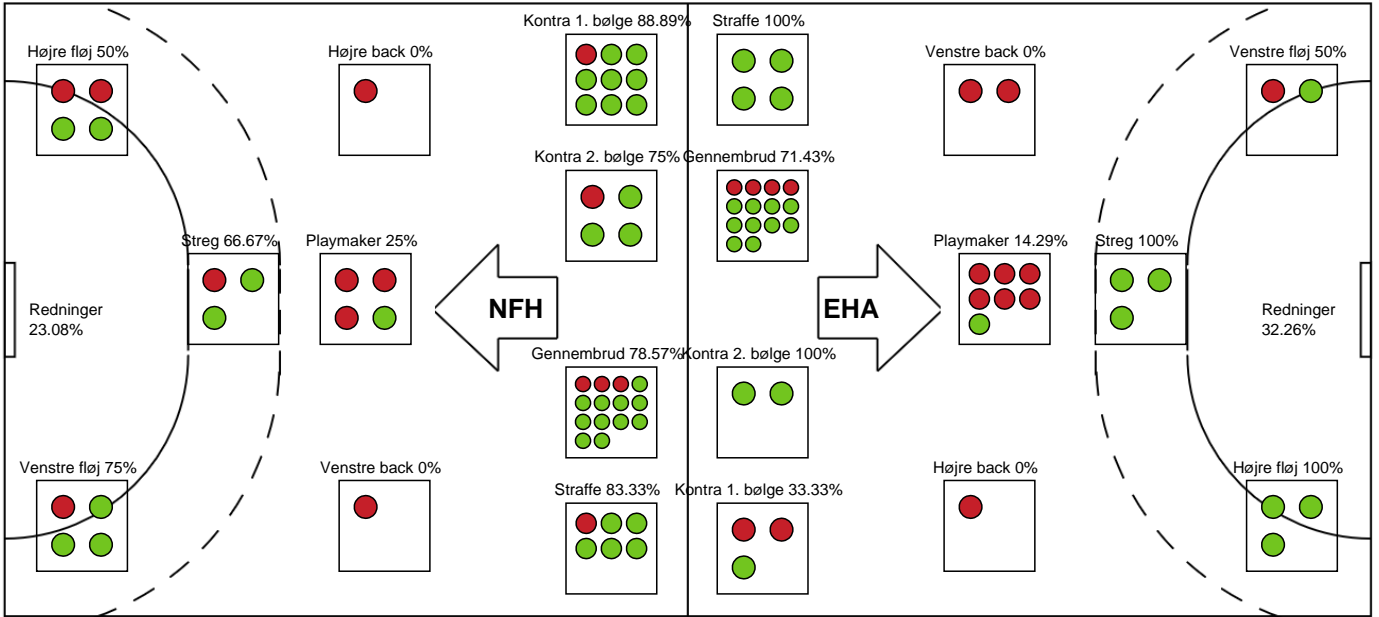 Kontra 1. bølge 88.89%
Straffe 100%
Højre fløj 50%
Højre back 0%
Venstre back 0%
Venstre fløj 50%
Kontra 2. bølge 75%
Gennembrud 71.43%
Streg 66.67%
Playmaker 25%
Playmaker 14.29%
Streg 100%
Redninger
23.08%
NFH
EHA
Redninger
32.26%
Gennembrud 78.57%
Kontra 2. bølge 100%
Venstre fløj 75%
Venstre back 0%
Højre back 0%
Højre fløj 100%
Straffe 83.33%
Kontra 1. bølge 33.33%